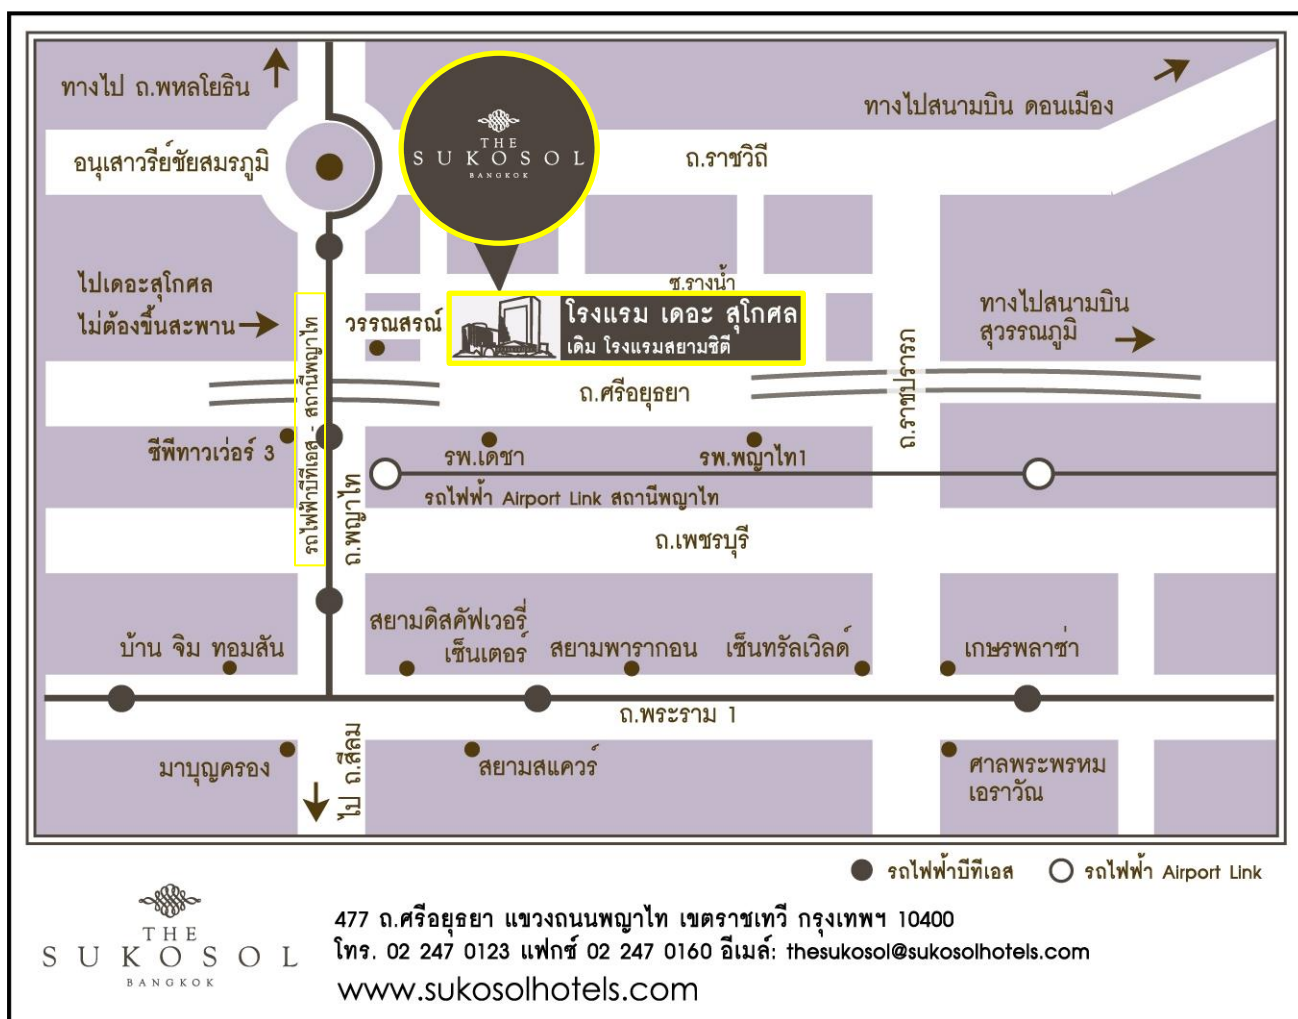 ทางไป ถ.พหลโยธิน
THE
SUKOSOL
BANGKOK
ทางไปสนามบิน ดอนเมือง
อนุเสาวรีย์ชัยสมรภูมิ
ถ.ราชวิถี
ไปเดอะสุโกศล
ไม่ต้องขึ้นสะพาน
วรรณสรณ์
ซ.รางน้ำ
โรงแรม เดอะ สุโกศล
เดิม โรงแรมสยามซิตี
ทางไปสนามบิน
สุวรรณภูมิ
รถไฟฟ้าบีทีเอส - สถานีพญาไท
ถ.ศรีอยุธยา
ถ.ราชปรารภ
ซีพีทาวเว่อร์ 3
รพ.เดชา
รพ.พญาไท1
รถไฟฟ้า Airport Link สถานีพญาไท
ถ.พญาไท
ถ.เพชรบุรี
บ้าน จิม ทอมสัน
สยามดิสคัฟเวอรี่
เซ็นเตอร์
สยามพารากอน
เซ็นทรัลเวิลด์
เกษรพลาซ่า
ถ.พระราม 1
มาบุญครอง
ไป ถ.สีลม
สยามสแควร์
ศาลพระพรหม
เอราวัณ
รถไฟฟ้าบีทีเอส
รถไฟฟ้า Airport Link
THE
SUKOSOL
BANGKOK
477 ถ.ศรีอยุธยา แขวงถนนพญาไท เขตราชเทวี กรุงเทพฯ 10400
โทร. 02 247 0123 แฟกซ์ 02 247 0160 อีเมล์: thesukosol@sukosolhotels.com
www.sukosolhotels.com